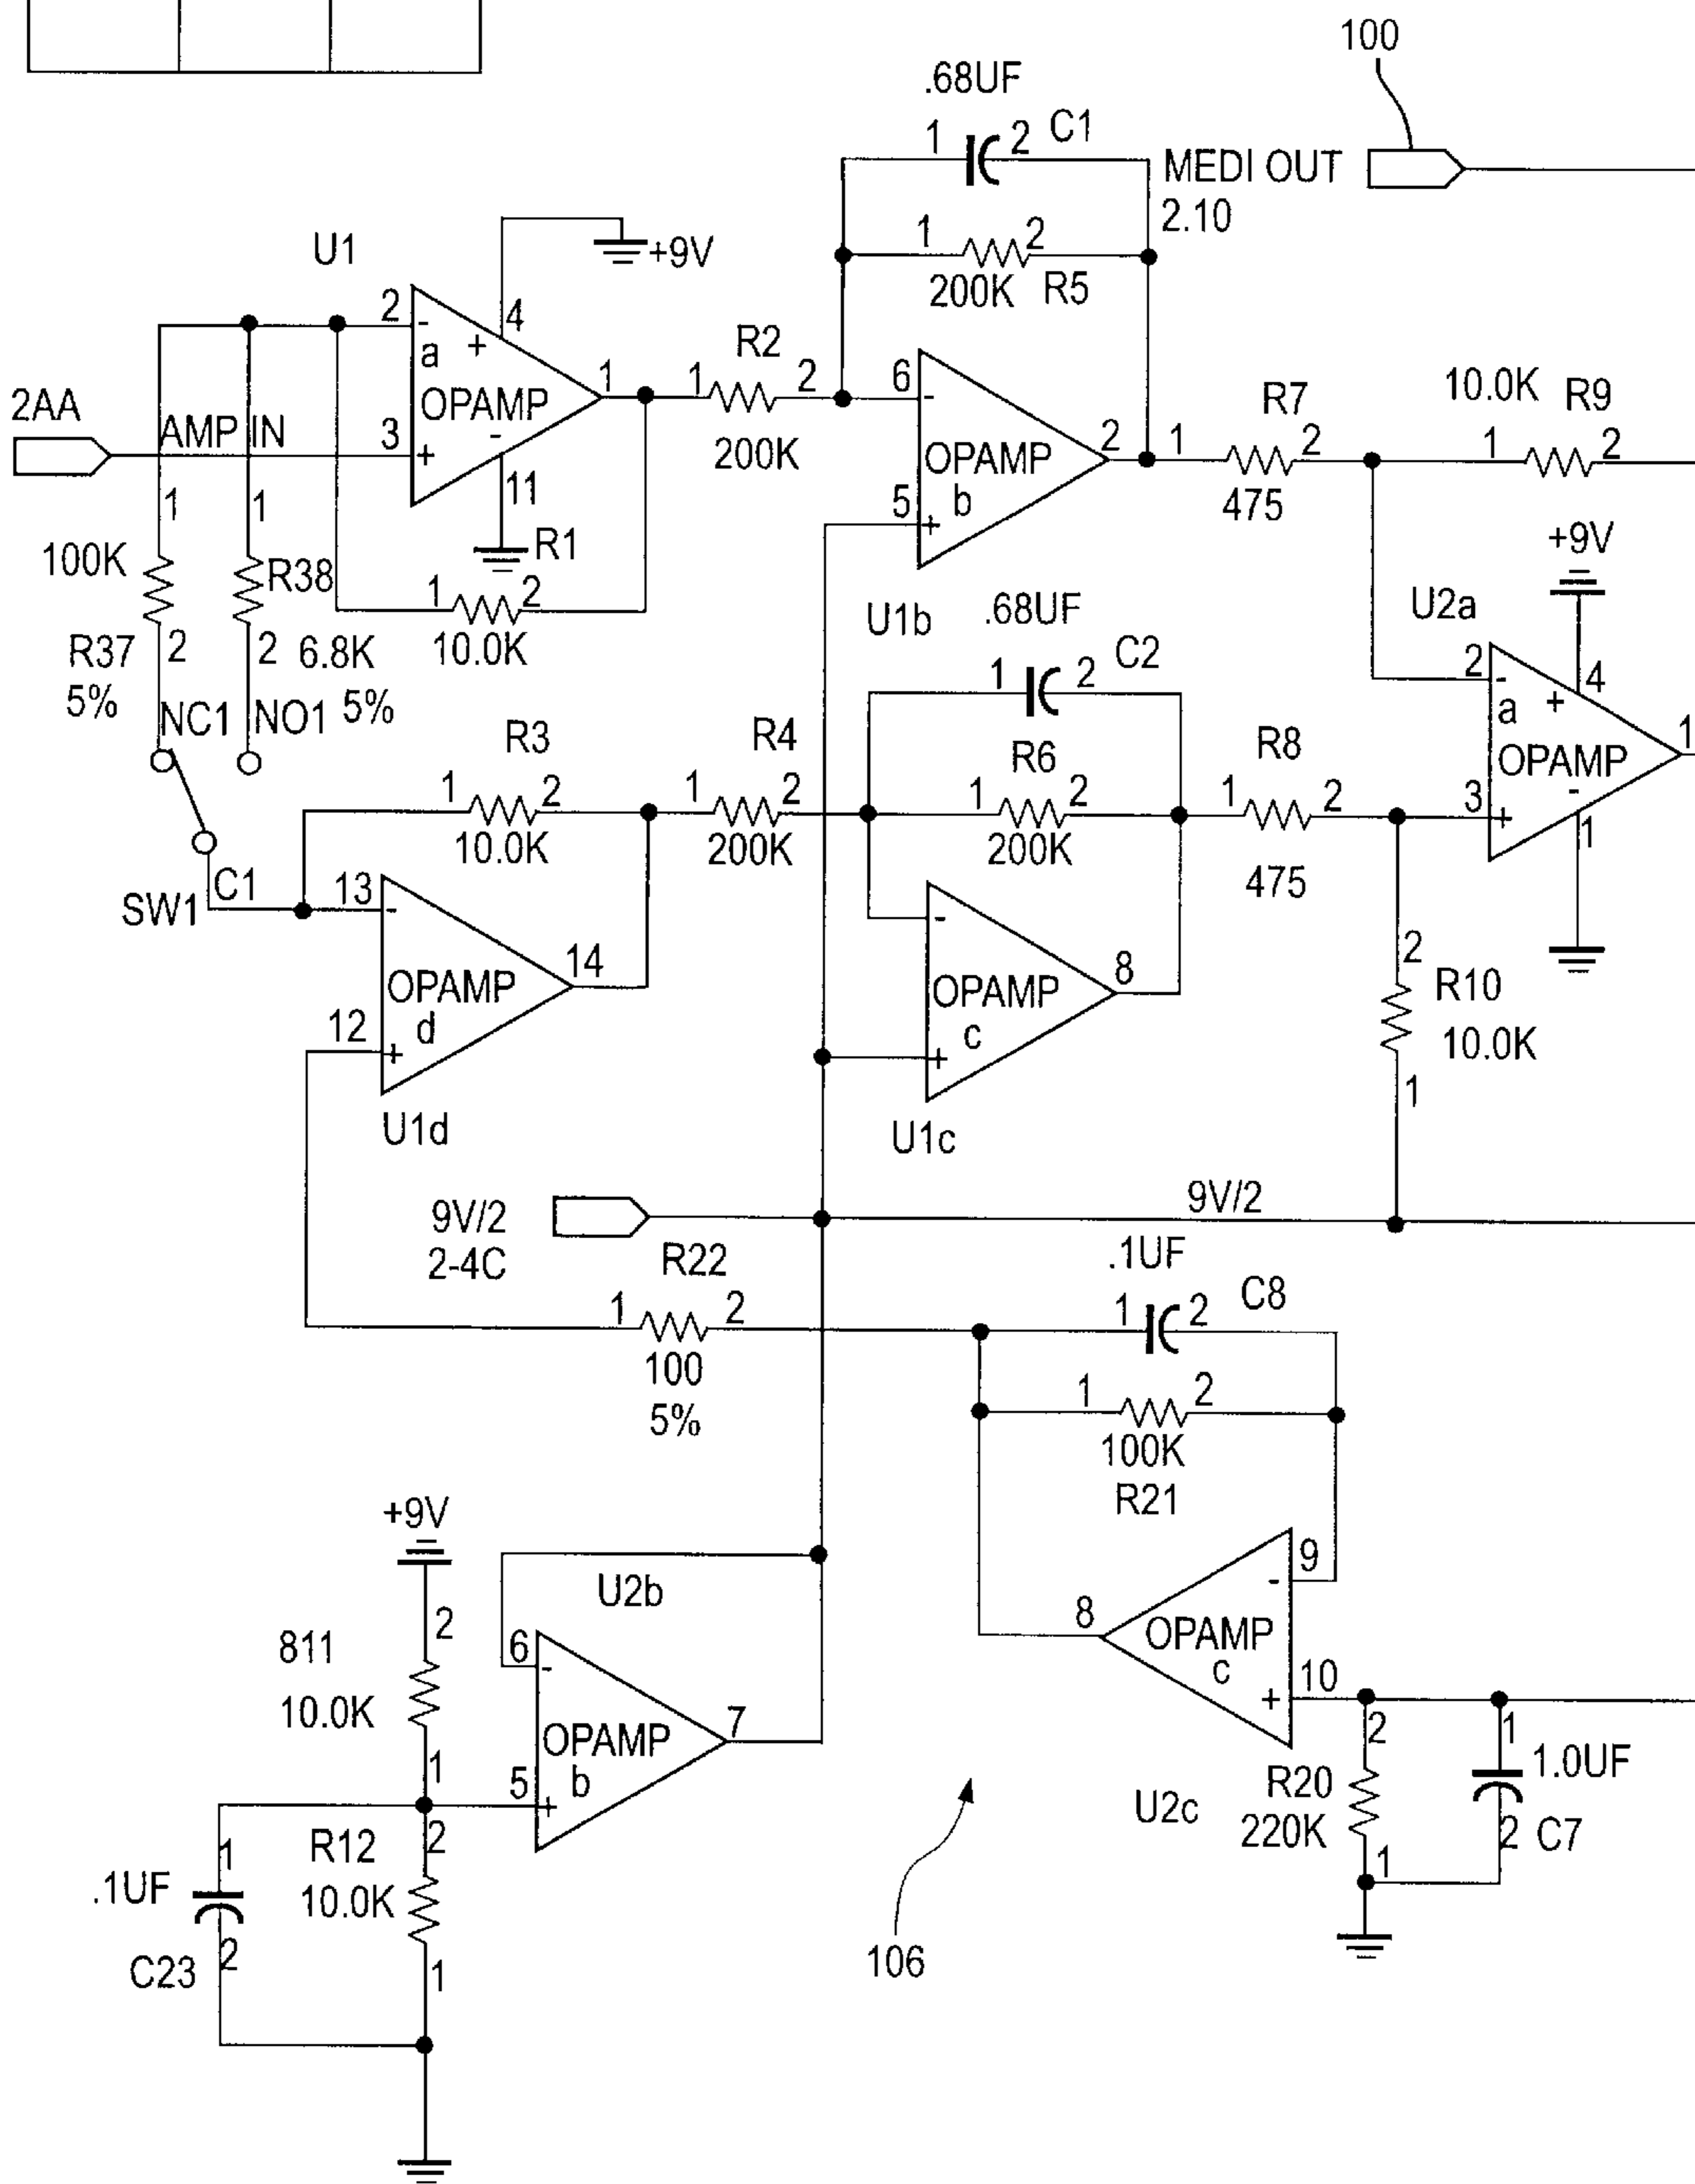 100
.68UF
1 2 C1
MEDI OUT
2.10
U1
+9V
1 2
200K R5
2 - 4
a +
OPAMP
1
R2
1 2
200K
6 -
OPAMP
b
2
5 +
R7
1 2
475
10.0K R9
1 2
2AA
AMP IN
3 +
-
11
R1
1 2
10.0K
1
1
100K
R38
R37 2
5%
2 6.8K
5%
NC1 NO1
U1b
.68UF
1 2 C2
+9V
U2a
2 - 4
a +
OPAMP
1
3 + -
1
R3
1 2
10.0K
R4
1 2
200K
R6
1 2
200K
R8
1 2
475
SW1 C1
13 -
OPAMP
d
14
12 +
U1d
-
OPAMP
c
8
+
U1c
2
R10
10.0K
1
9V/2
2-4C
9V/2
R22
1 2
100
5%
.1UF
1 2 C8
1 2
100K
R21
+9V
U2b
811
10.0K
2
1
6 -
OPAMP
b
7
5 +
9
-
8
OPAMP
c
10
+
U2c
2
R20
220K
1
1
1.0UF
2 C7
R12
10.0K
2
1
1
.1UF
C23 2
106